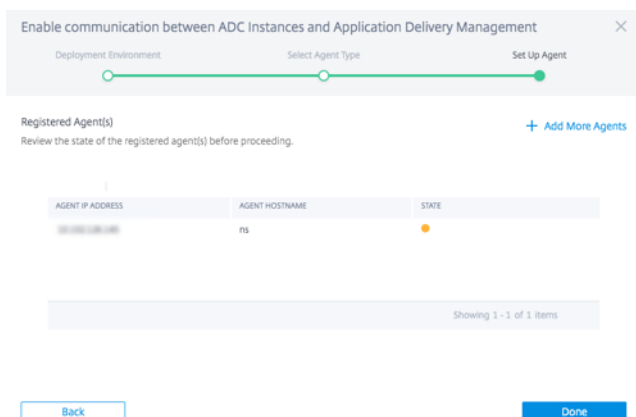 Enable communication between ADC Instances and Application Delivery Management
Deployment Environment
Select Agent Type
Set Up Agent
Registered Agent(s)
+ Add More Agents
Review the state of the registered agent(s) before proceeding.
AGENT IP ADDRESS AGENT HOSTNAME STATE
ns
Showing 1 - 1 of 1 items
Back
Done